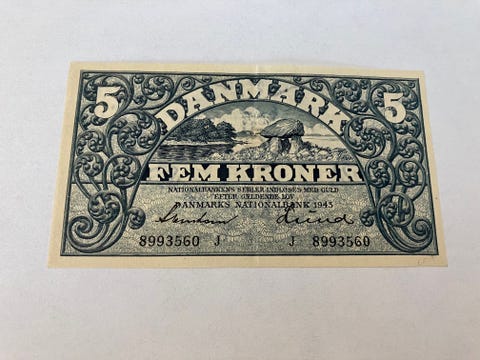 5 5
DANMARK
FEM KRONER
NATIONALBANKENS SEDLER INDLØSES MED GULD
EFTER GÆLDENDE LOV
DANMARKS NATIONALBANK 1943
8993560 J J 8993560